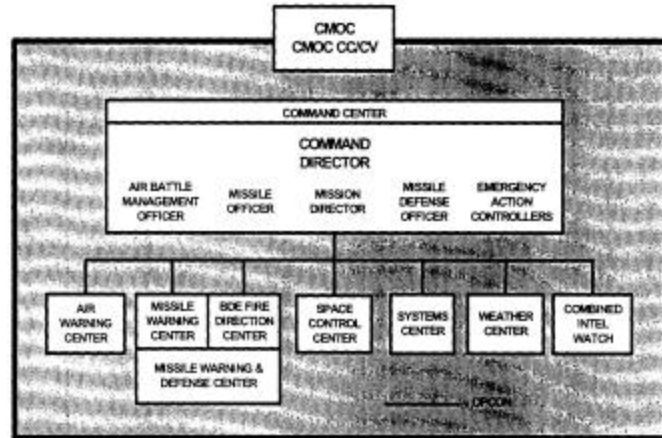 CMOC
CMOC CC/CV
COMMAND CENTER
COMMAND
DIRECTOR
AIR BATTLE
MANAGEMENT
OFFICER
MISSILE
OFFICER
MISSION
DIRECTOR
MISSILE
DEFENSE
OFFICER
EMERGENCY
ACTION
CONTROLLERS
AIR
WARNING
CENTER
MISSILE
WARNING
CENTER
BDE FIRE
DIRECTION
CENTER
MISSILE WARNING &
DEFENSE CENTER
SPACE
CONTROL
CENTER
SYSTEMS
CENTER
WEATHER
CENTER
COMBINED
INTEL
WATCH
OPCON